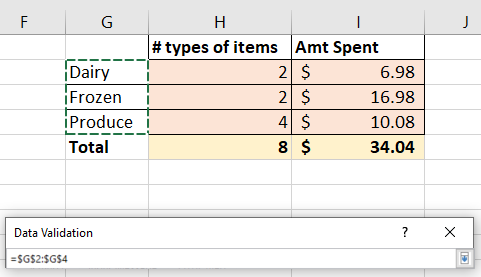 F G H I J
# types of items Amt Spent
Dairy 2 $ 6.98
Frozen 2 $ 16.98
Produce 4 $ 10.08
Total 8 $ 34.04
Data Validation ? ×
=$G$2:$G$4